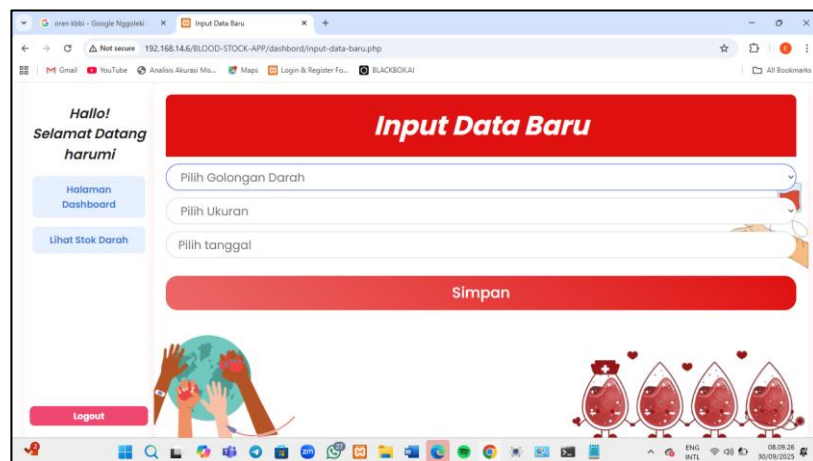 oren kbbi - Google Nggoleki
Input Data Baru
Not secure 192.168.14.6/BLOOD-STOCK-APP/dashbord/input-data-baru.php
M Gmail YouTube Analisis Akurasi Mo... Maps Login & Register Fo... BLACKBOX.AI All Bookmarks
Hallo!
Selamat Datang
harumi
Halaman
Dashboard
Lihat Stok Darah
Logout
Input Data Baru
Pilih Golongan Darah
Pilih Ukuran
Pilih tanggal
Simpan
ENG
INTL
08.09.26
30/09/2025